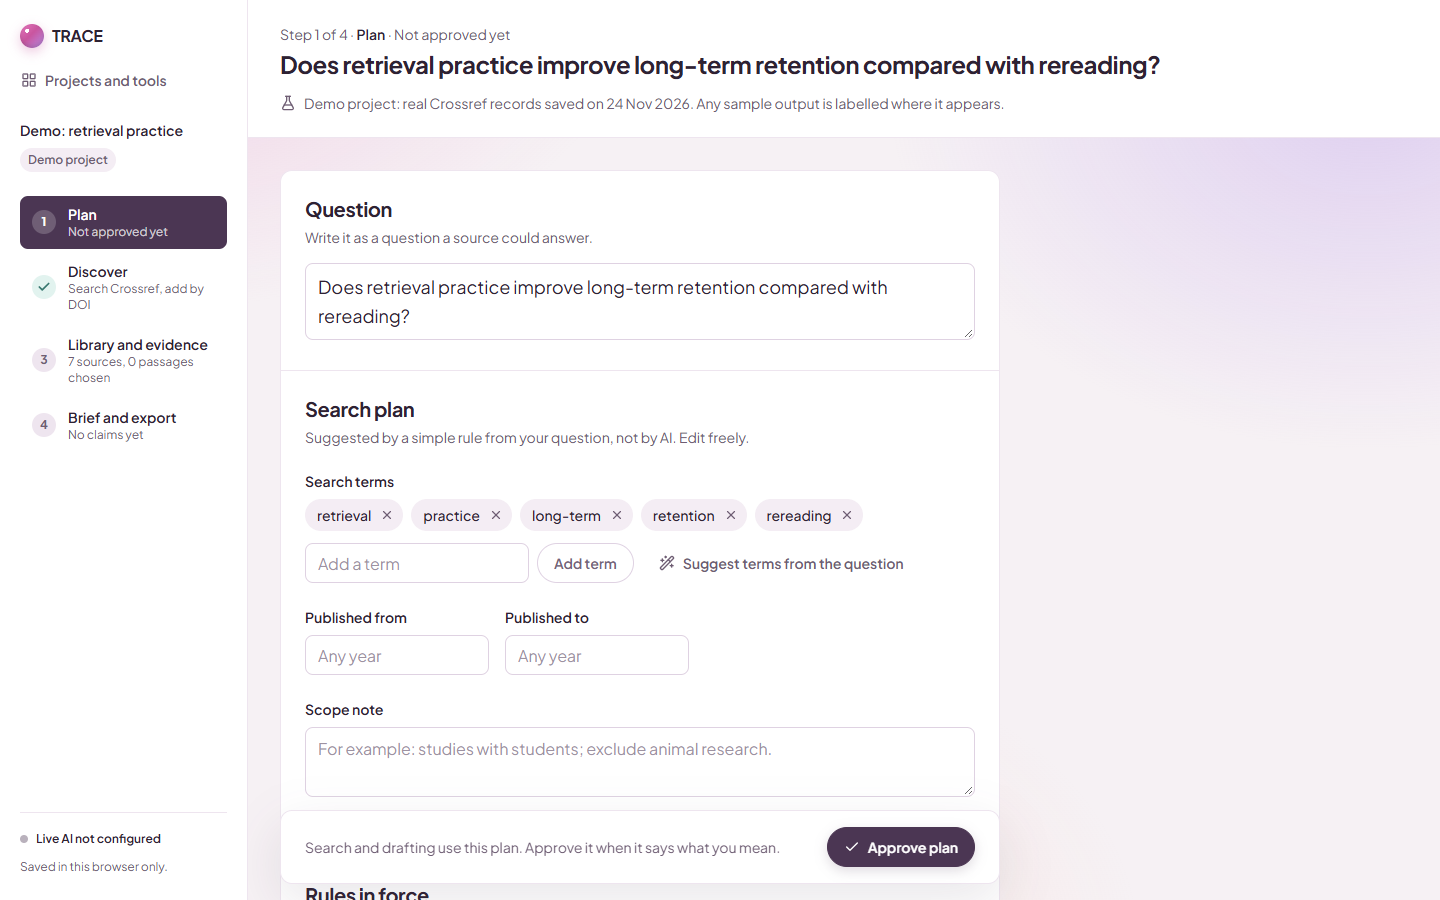 TRACE
Projects and tools
Demo: retrieval practice
Demo project
1
Plan
Not approved yet
Discover
Search Crossref, add by
DOI
3
Library and evidence
7 sources, 0 passages
chosen
4
Brief and export
No claims yet
Live AI not configured
Saved in this browser only.
Step 1 of 4 · Plan · Not approved yet
Does retrieval practice improve long-term retention compared with rereading?
Demo project: real Crossref records saved on 24 Nov 2026. Any sample output is labelled where it appears.
Question
Write it as a question a source could answer.
Does retrieval practice improve long-term retention compared with
rereading?
Search plan
Suggested by a simple rule from your question, not by AI. Edit freely.
Search terms
retrieval × practice × long-term × retention × rereading ×
Add a term Add term Suggest terms from the question
Published from Published to
Any year Any year
Scope note
For example: studies with students; exclude animal research.
Search and drafting use this plan. Approve it when it says what you mean. Approve plan
Rules in force